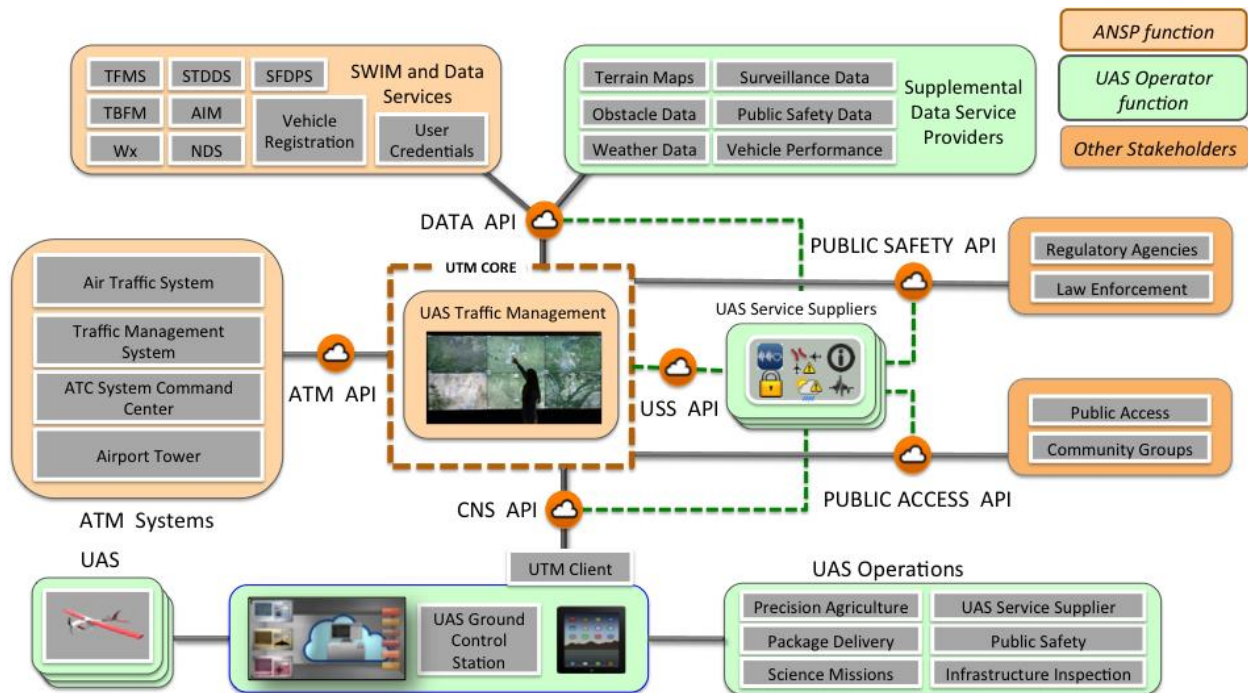 ANSP function
UAS Operator
function
Other Stakeholders
TFMS
STDDS
SFDPS
TBFM
AIM
Wx
NDS
Vehicle
Registration
User
Credentials
SWIM and Data
Services
Terrain Maps
Surveillance Data
Obstacle Data
Public Safety Data
Weather Data
Vehicle Performance
Supplemental
Data Service
Providers
DATA API
Air Traffic System
Traffic Management
System
ATC System Command
Center
Airport Tower
ATM Systems
ATM API
UTM CORE
UAS Traffic Management
USS API
UAS Service Suppliers
PUBLIC SAFETY API
Regulatory Agencies
Law Enforcement
Public Access
Community Groups
PUBLIC ACCESS API
CNS API
UTM Client
UAS
UAS Ground
Control
Station
UAS Operations
Precision Agriculture
UAS Service Supplier
Package Delivery
Public Safety
Science Missions
Infrastructure Inspection